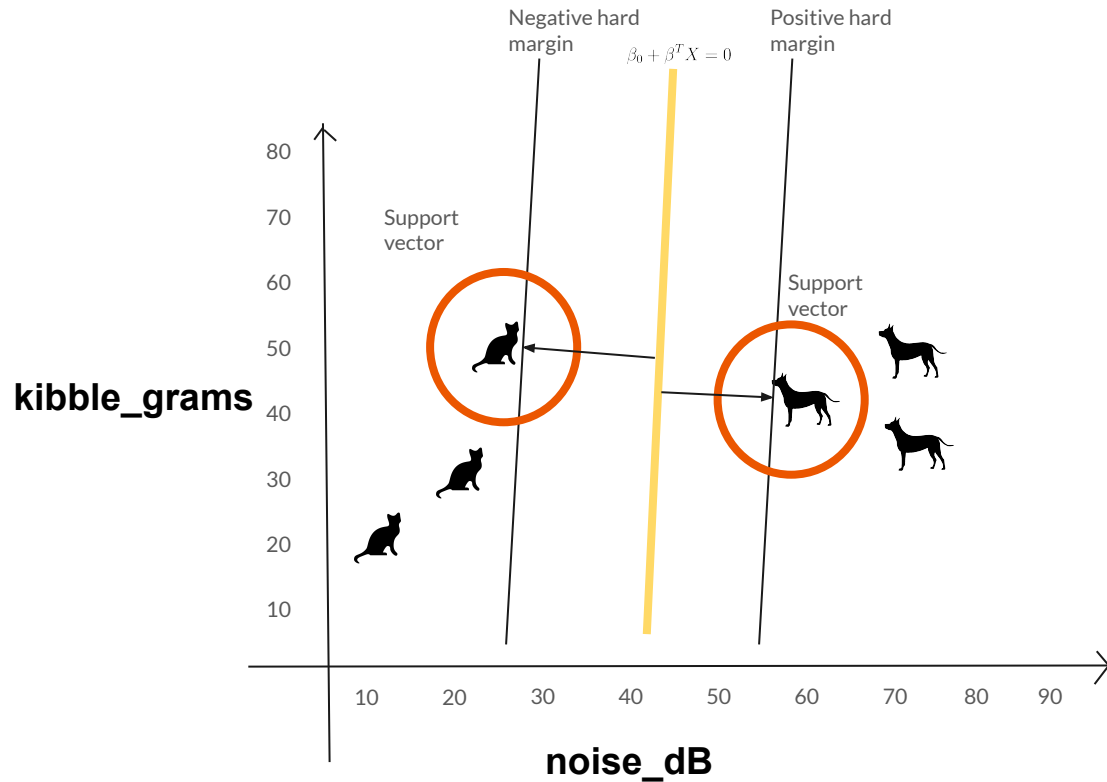 Negative hard
margin
Positive hard
margin
β₀ + βᵀX = 0
80
70
Support
vector
60
Support
vector
50
kibble_grams
40
30
20
10
10 20 30 40 50 60 70 80 90
noise_dB